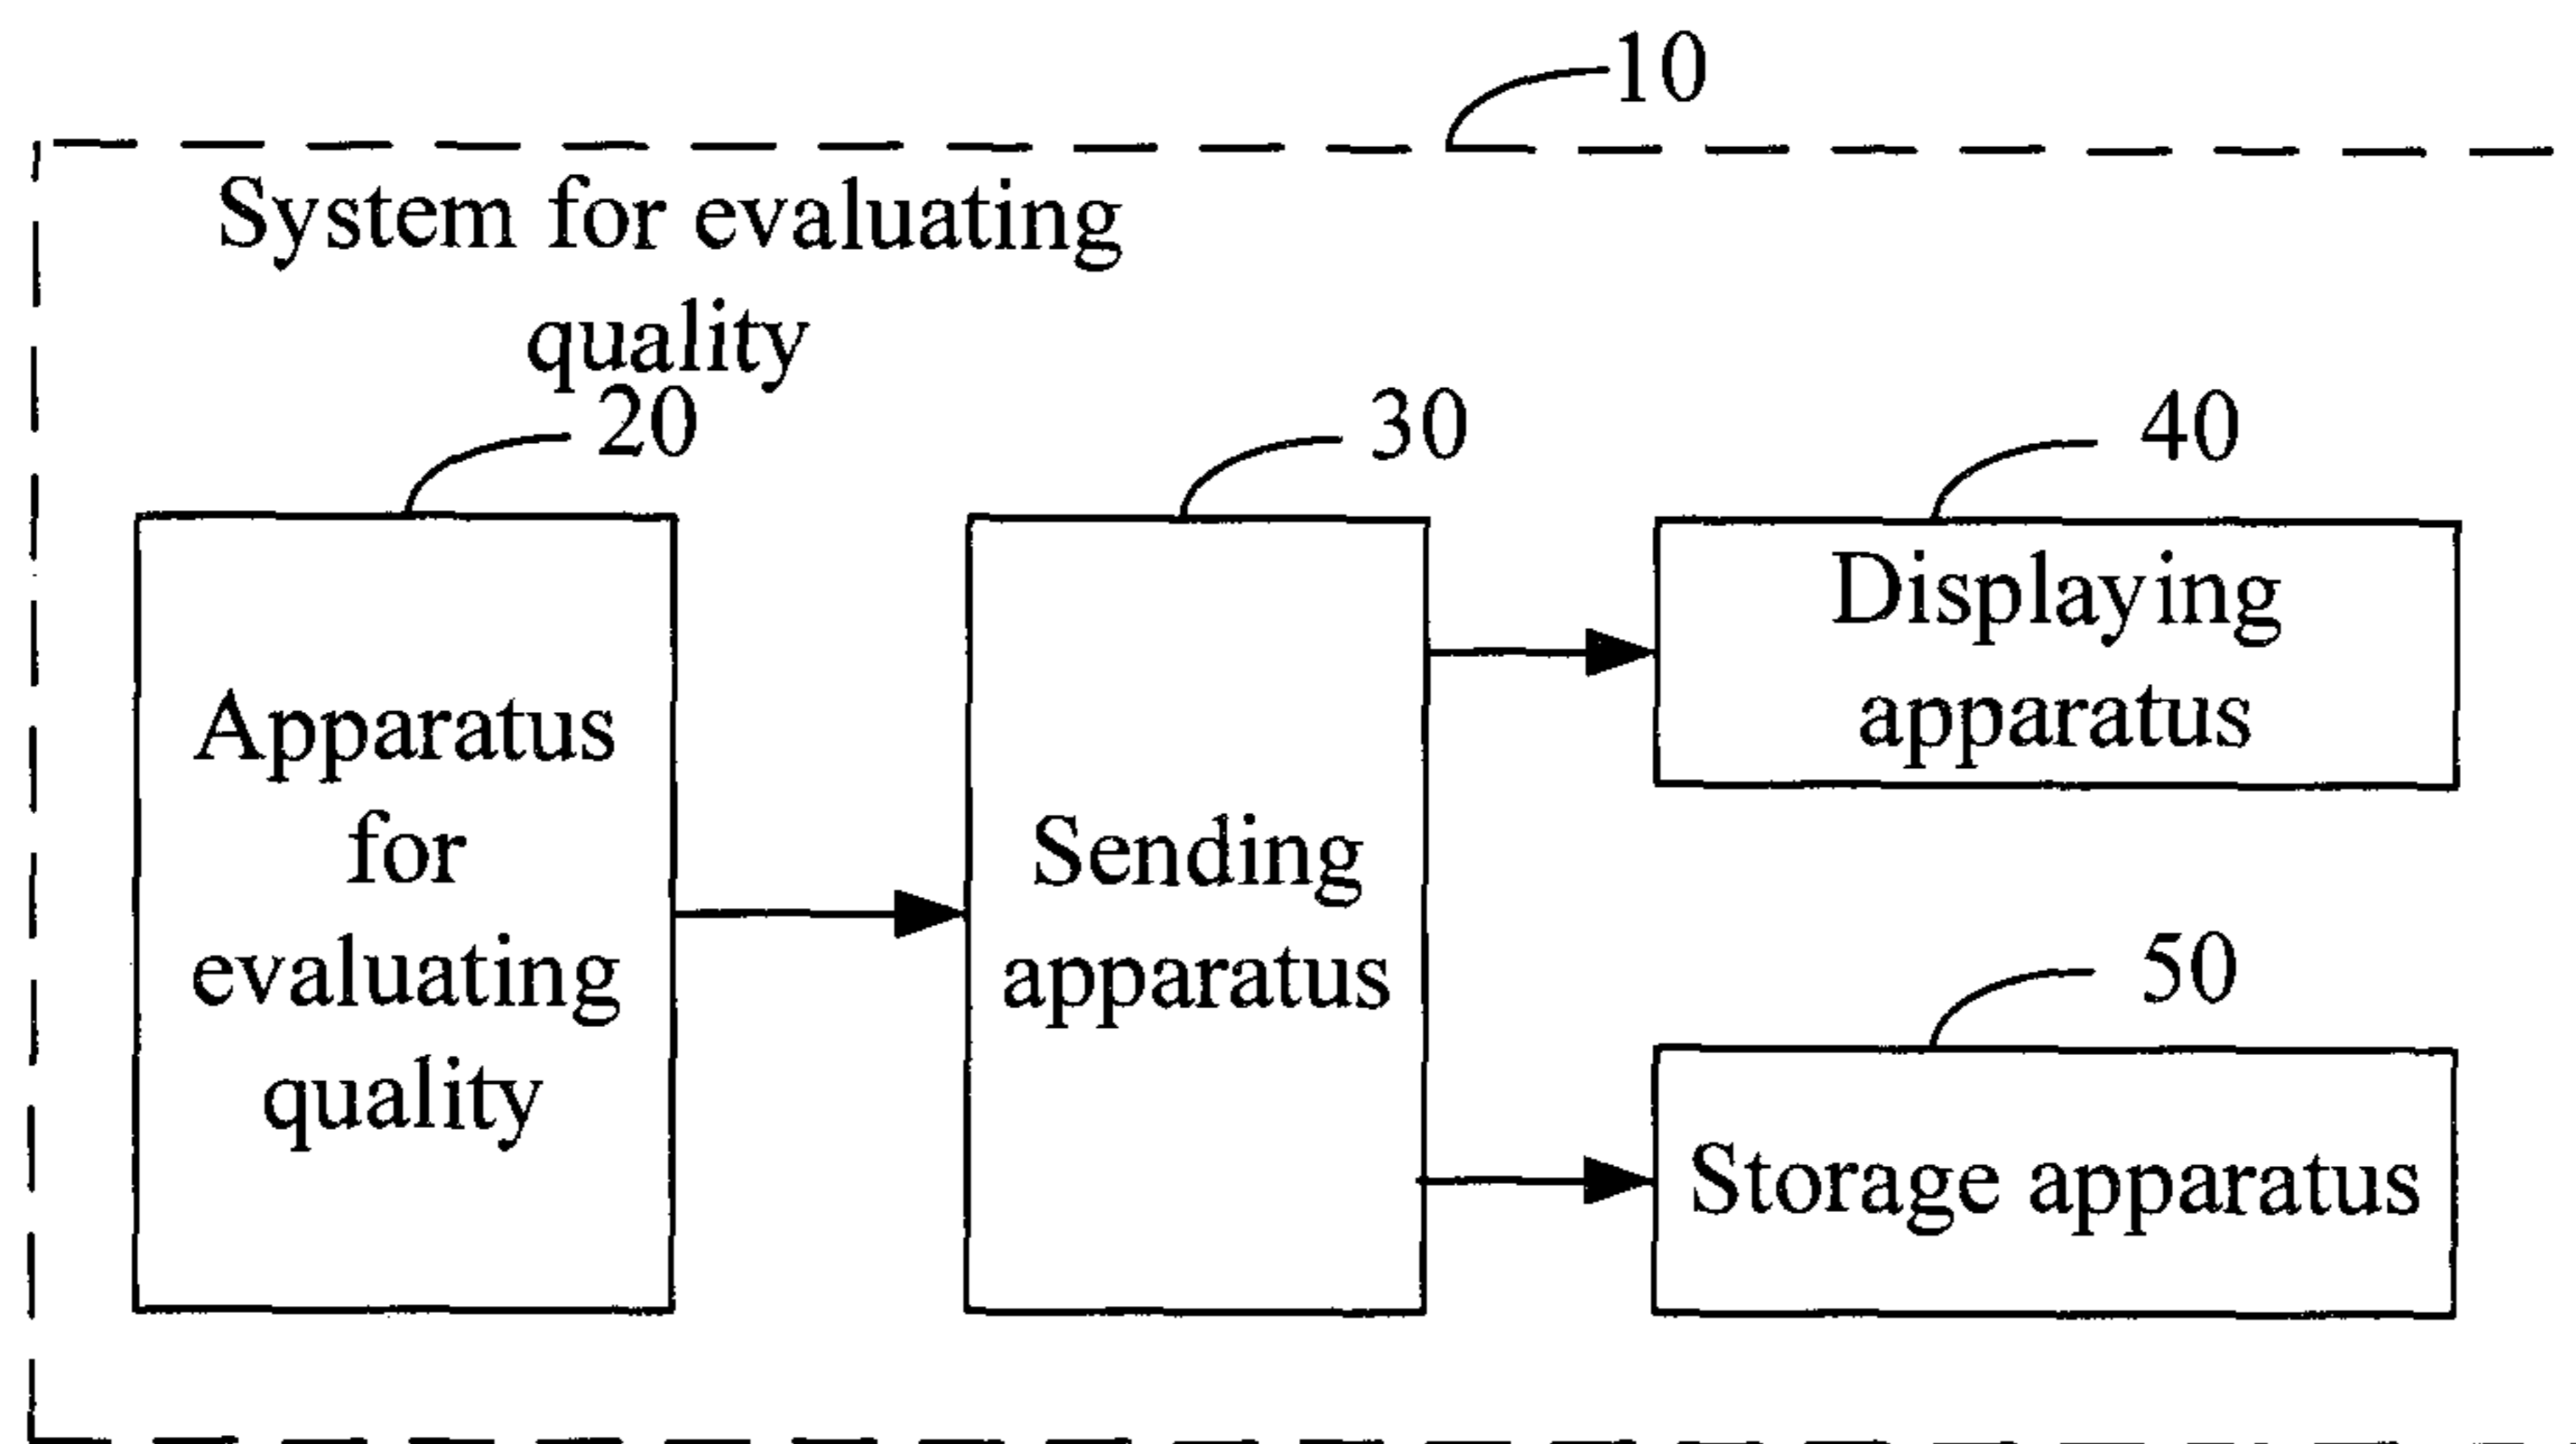 10
System for evaluating
quality
20
30
40
Apparatus
for
evaluating
quality
Sending
apparatus
Displaying
apparatus
50
Storage apparatus